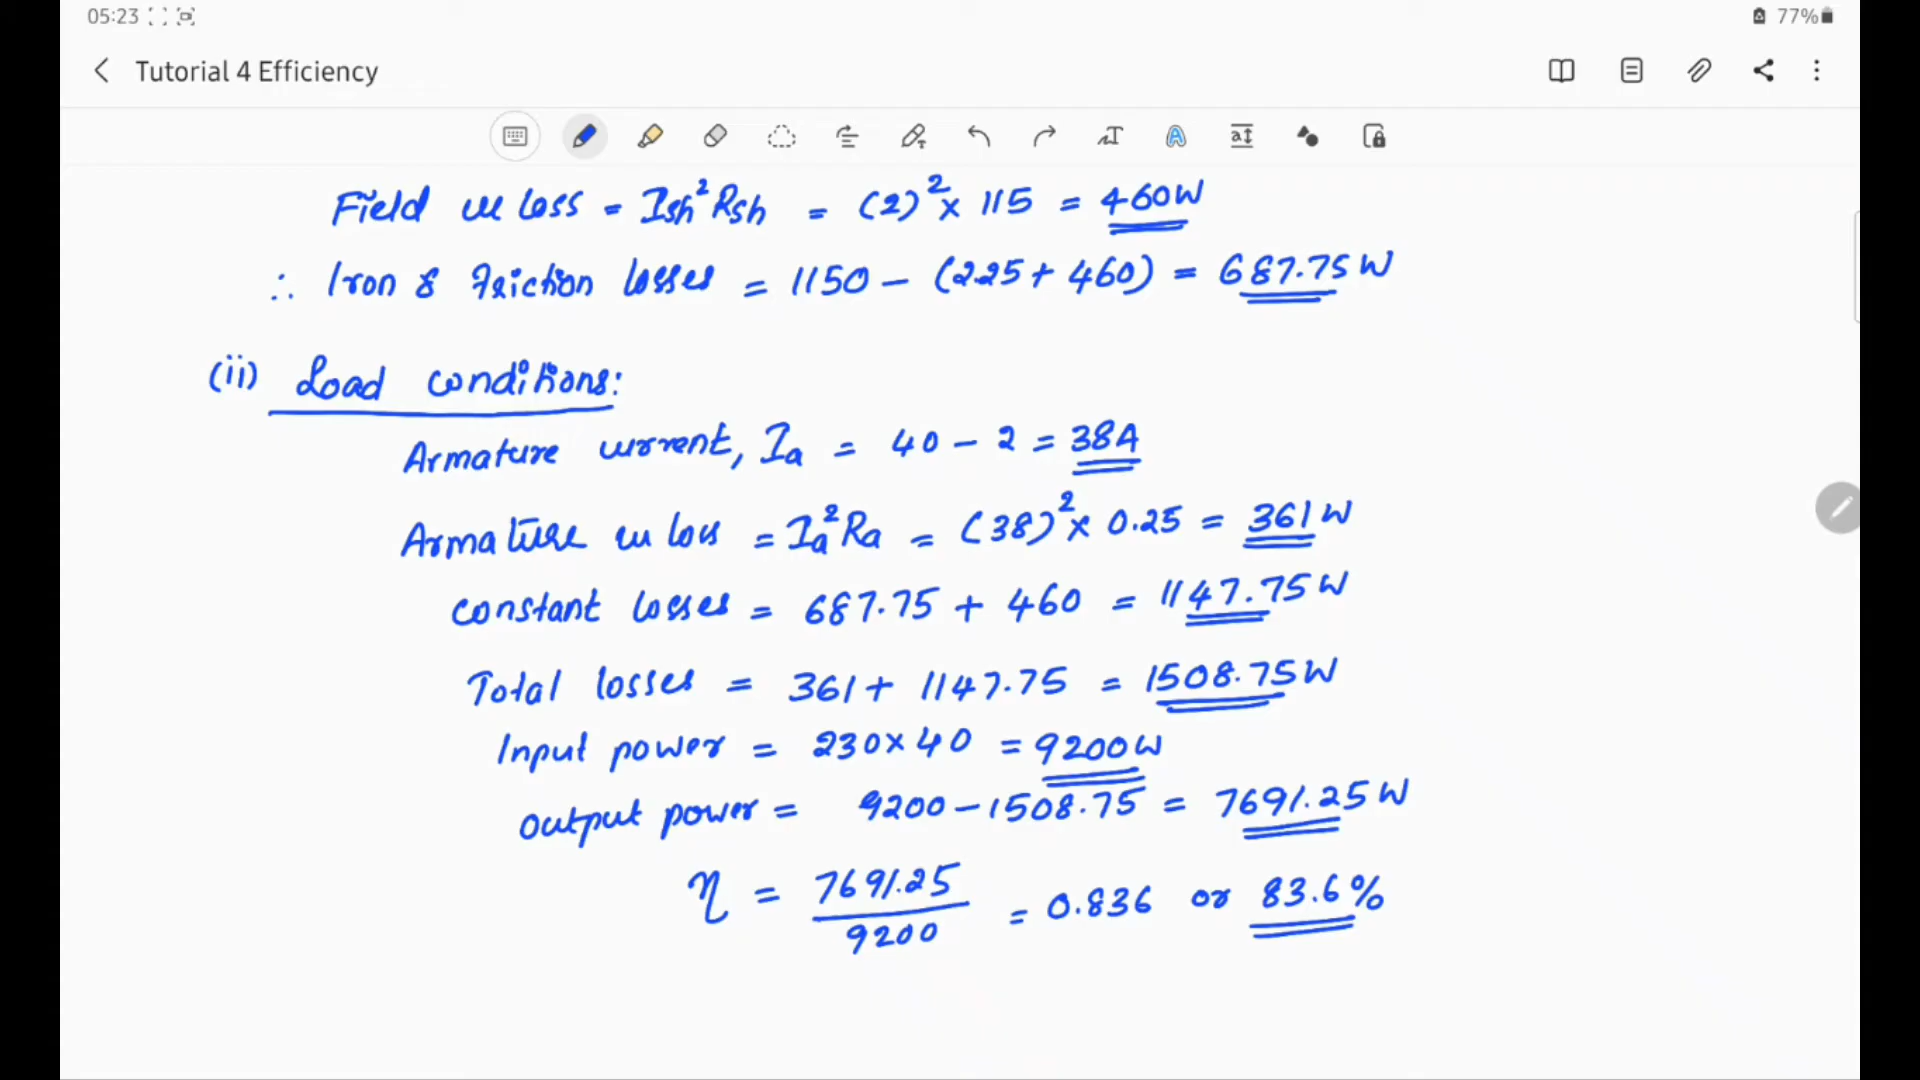 05:23
77%
Tutorial 4 Efficiency
Field cu loss = Ish² Rsh = (2)² × 115 = 460W
∴ Iron & Friction losses = 1150 - (225 + 460) = 687.75 W
(ii) Load conditions:
Armature current, Ia = 40 - 2 = 38A
Armature cu loss = Ia² Ra = (38)² × 0.25 = 361 W
constant losses = 687.75 + 460 = 1147.75 W
Total losses = 361 + 1147.75 = 1508.75 W
Input power = 230 × 40 = 9200 W
output power = 9200 - 1508.75 = 7691.25 W
η = 7691.25 / 9200 = 0.836 or 83.6%